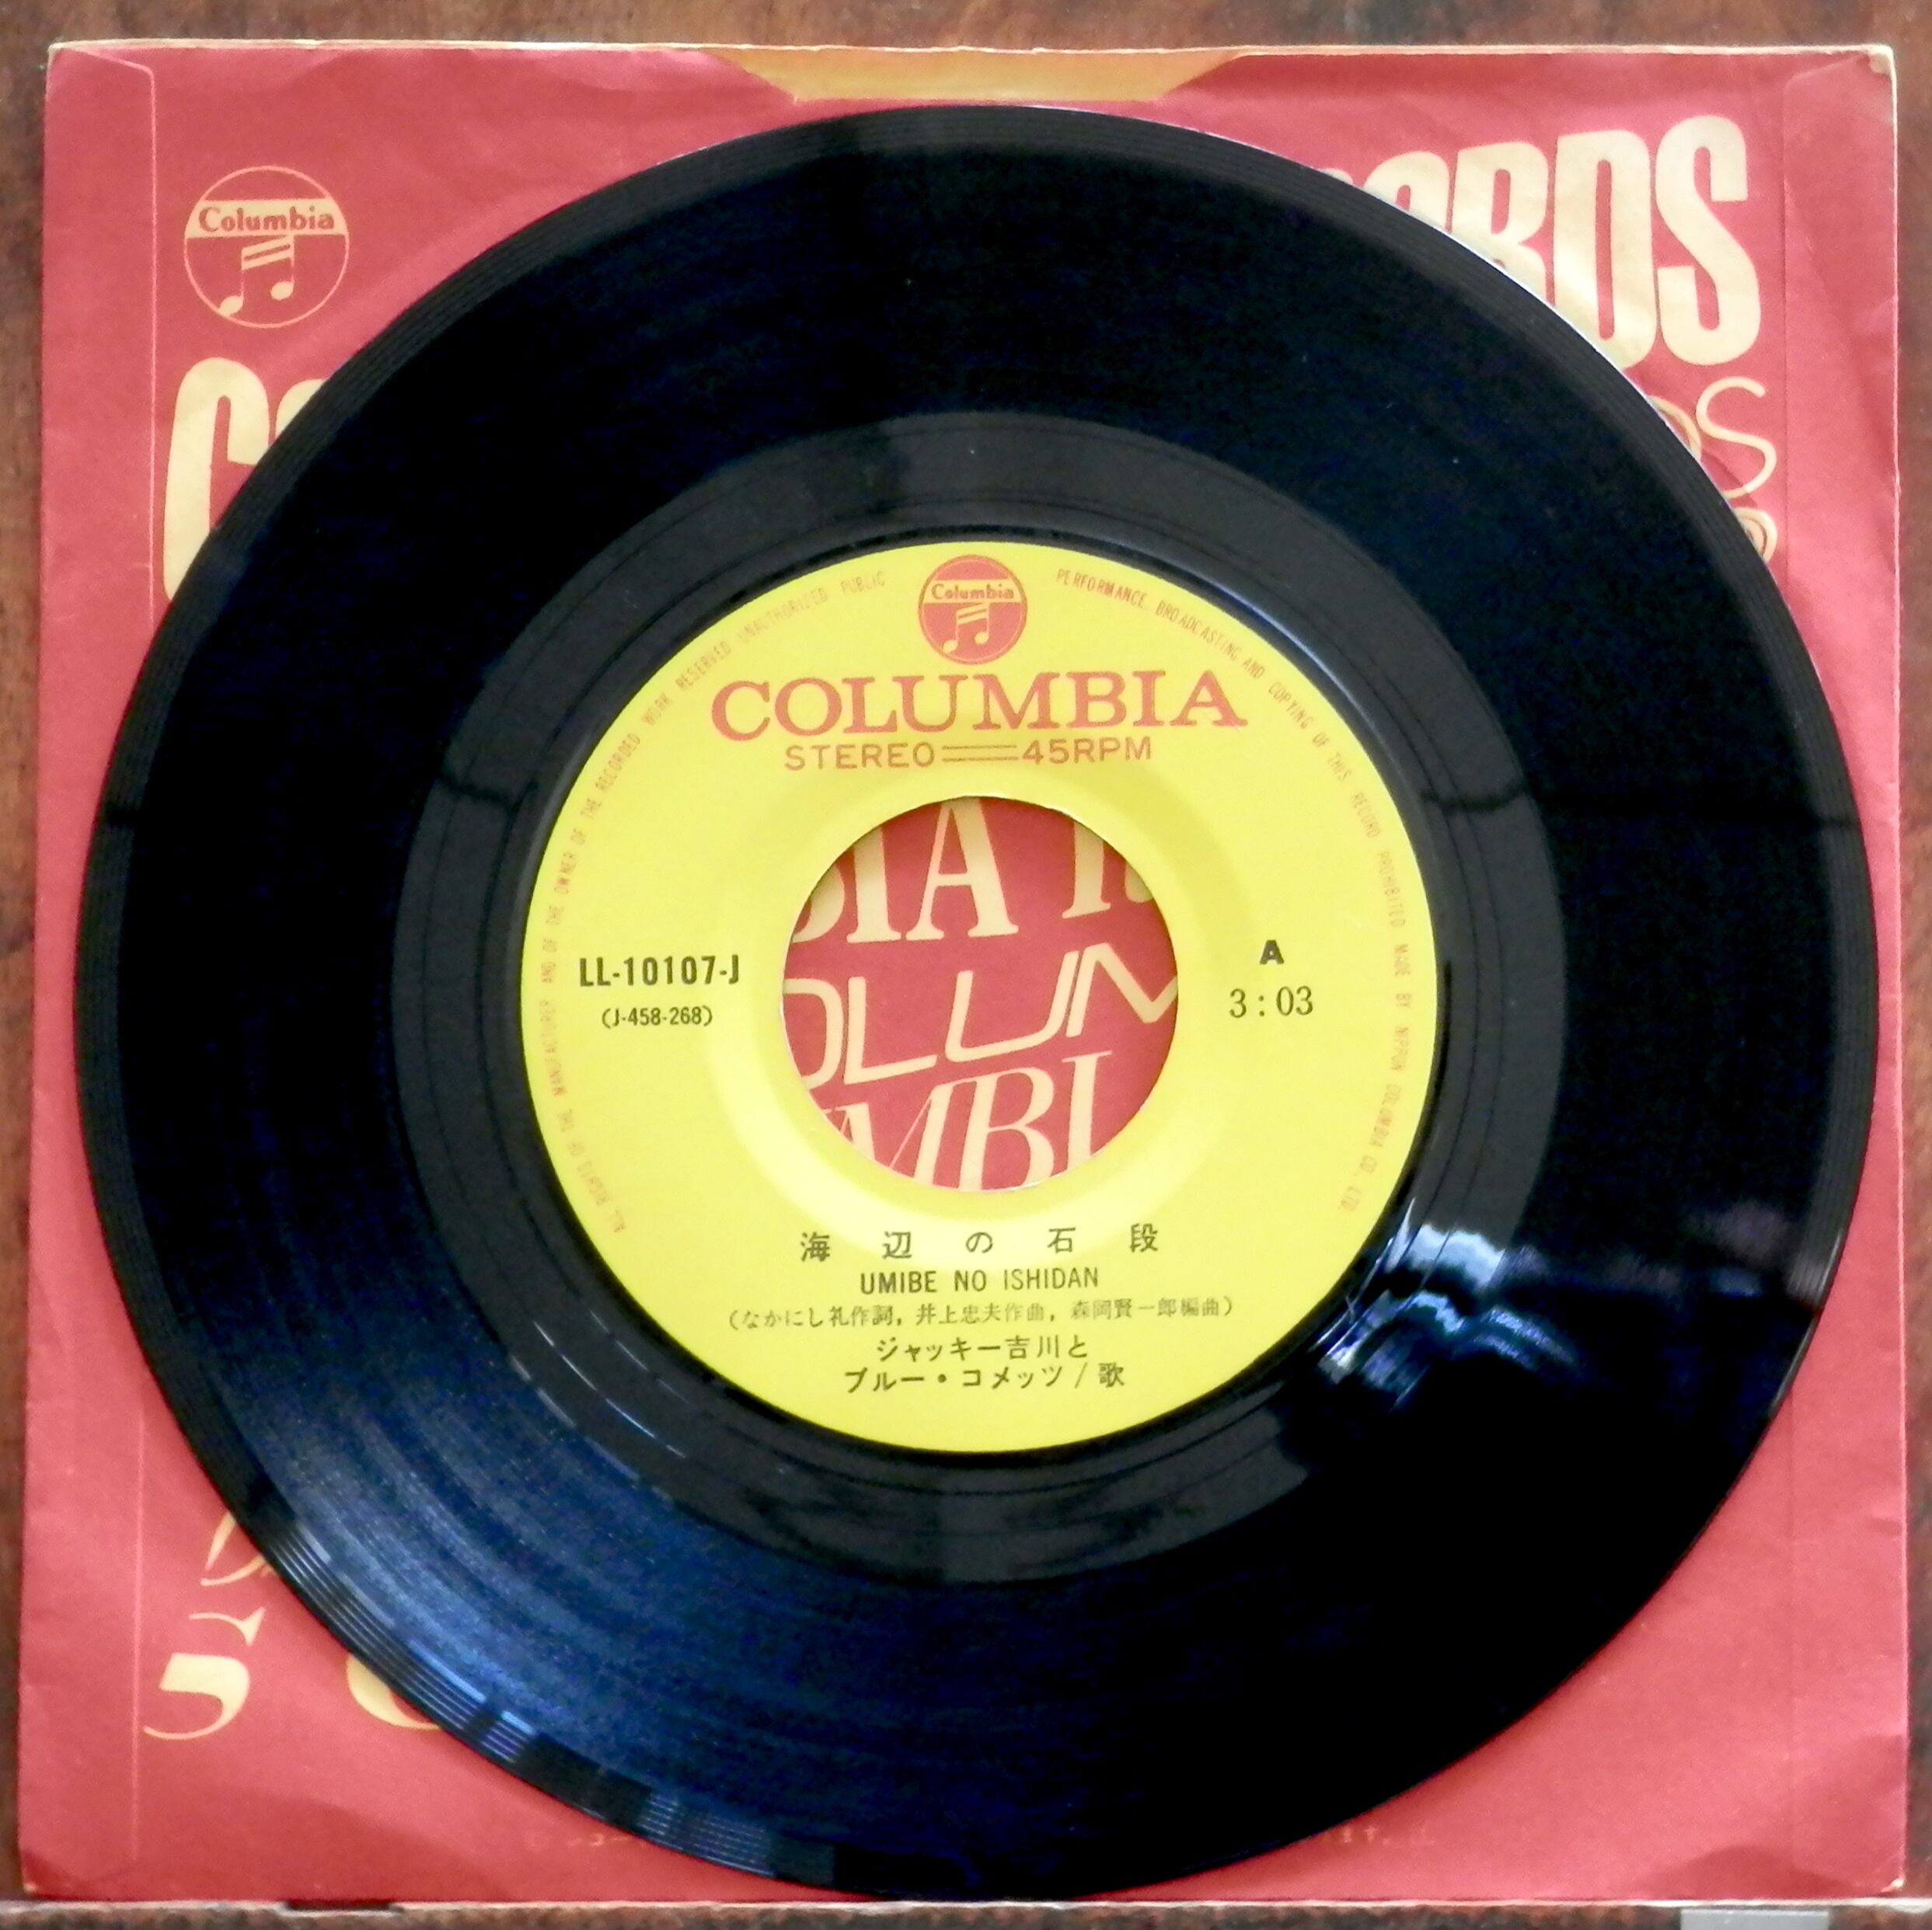 Columbia
ORDS
Columbia
COLUMBIA
STEREO 45RPM
ALL RIGHTS OF THE MANUFACTURER AND OF THE OWNER OF THE RECORDED WORK RESERVED UNAUTHORIZED PUBLIC PERFORMANCE BROADCASTING AND COPYING OF THIS RECORD PROHIBITED MADE BY NIPPON COLUMBIA CO., LTD.
BIA
OLUM
UMBI
LL-10107-J
(J-458-268)
A
3:03
海辺の石段
UMIBE NO ISHIDAN
(なかにし礼作詞, 井上忠夫作曲, 森岡賢一郎編曲)
ジャッキー吉川と
ブルー・コメッツ/歌